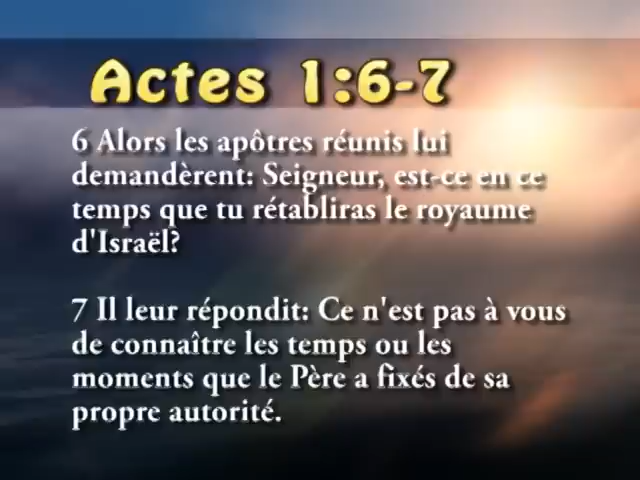 Actes 1:6-7
6 Alors les apôtres réunis lui
demandèrent: Seigneur, est-ce en ce
temps que tu rétabliras le royaume
d'Israël?
7 Il leur répondit: Ce n'est pas à vous
de connaître les temps ou les
moments que le Père a fixés de sa
propre autorité.